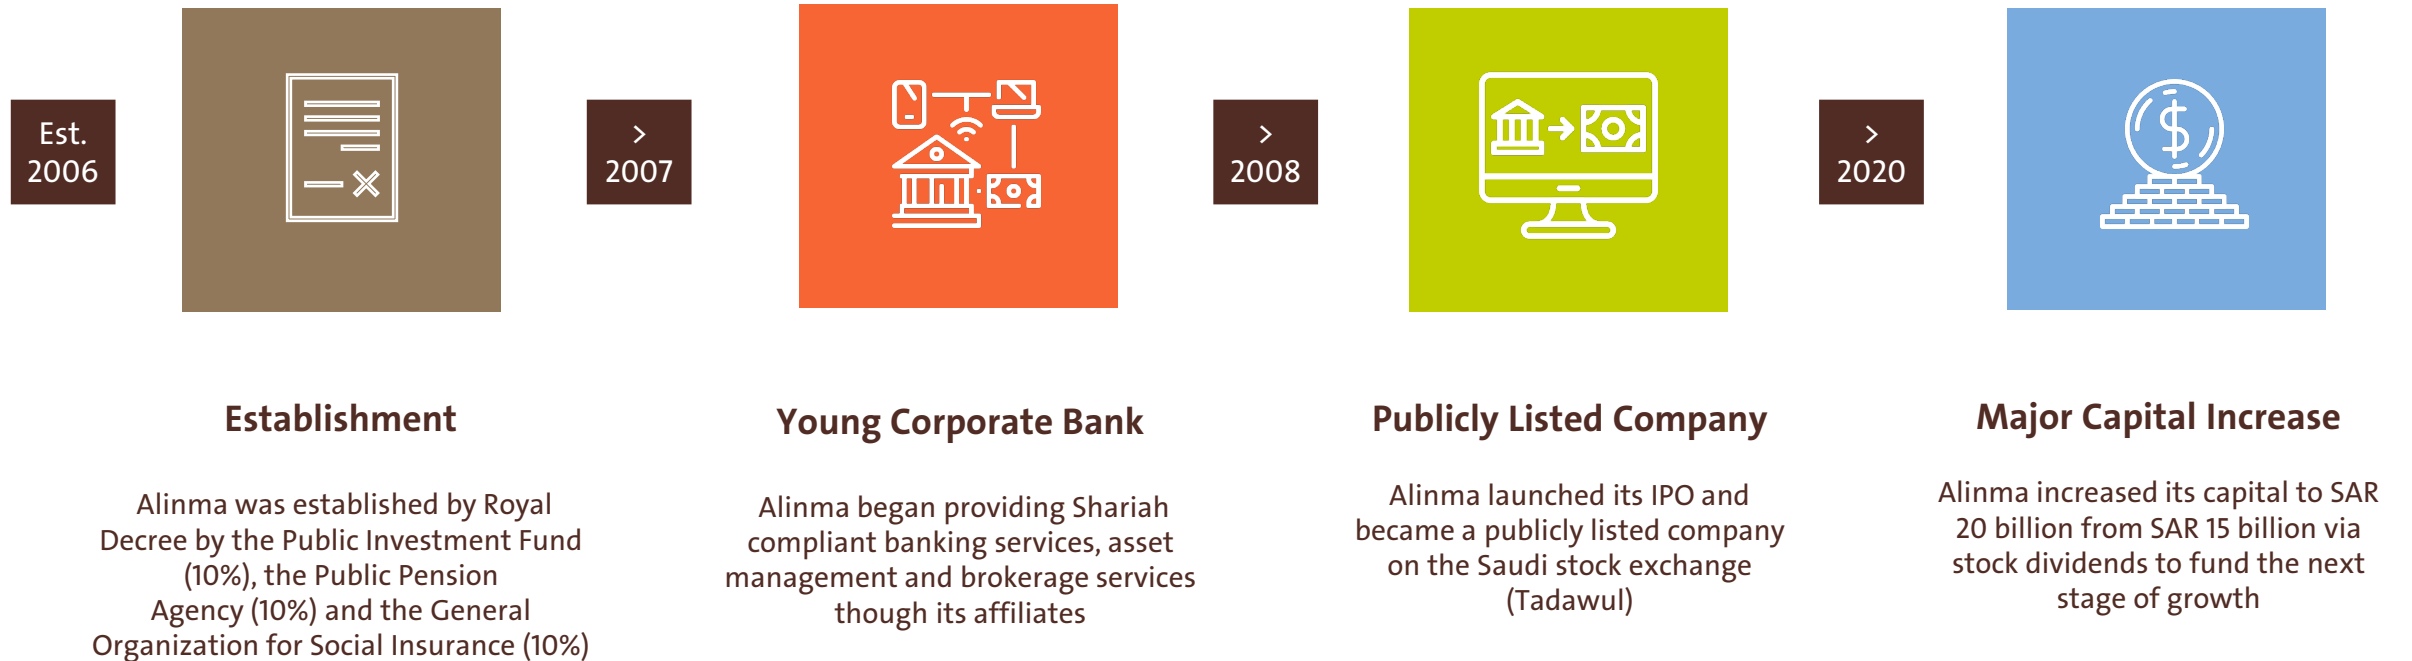 Est.
2006
Establishment
Alinma was established by Royal
Decree by the Public Investment Fund
(10%), the Public Pension
Agency (10%) and the General
Organization for Social Insurance (10%)
>
2007
Young Corporate Bank
Alinma began providing Shariah
compliant banking services, asset
management and brokerage services
though its affiliates
>
2008
Publicly Listed Company
Alinma launched its IPO and
became a publicly listed company
on the Saudi stock exchange
(Tadawul)
>
2020
$
Major Capital Increase
Alinma increased its capital to SAR
20 billion from SAR 15 billion via
stock dividends to fund the next
stage of growth